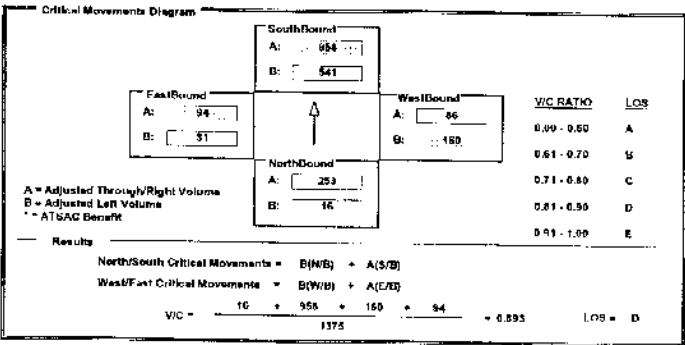 Critical Movements Diagram
SouthBound
A:
B: 541
EastBound
A: 94
B: 31
WestBound
A: 86
B: 160
NorthBound
A: 253
B: 16
V/C RATIO LOS
0.00 - 0.60 A
0.61 - 0.70 B
0.71 - 0.80 C
0.81 - 0.90 D
0.91 - 1.00 E
A = Adjusted Through/Right Volume
B = Adjusted Left Volume
* = ATSAC Benefit
Results
North/South Critical Movements = B(N/B) + A(S/B)
West/East Critical Movements = B(W/B) + A(E/B)
V/C = 16 + 958 + 160 + 94 = 0.893 LOS = D
1375